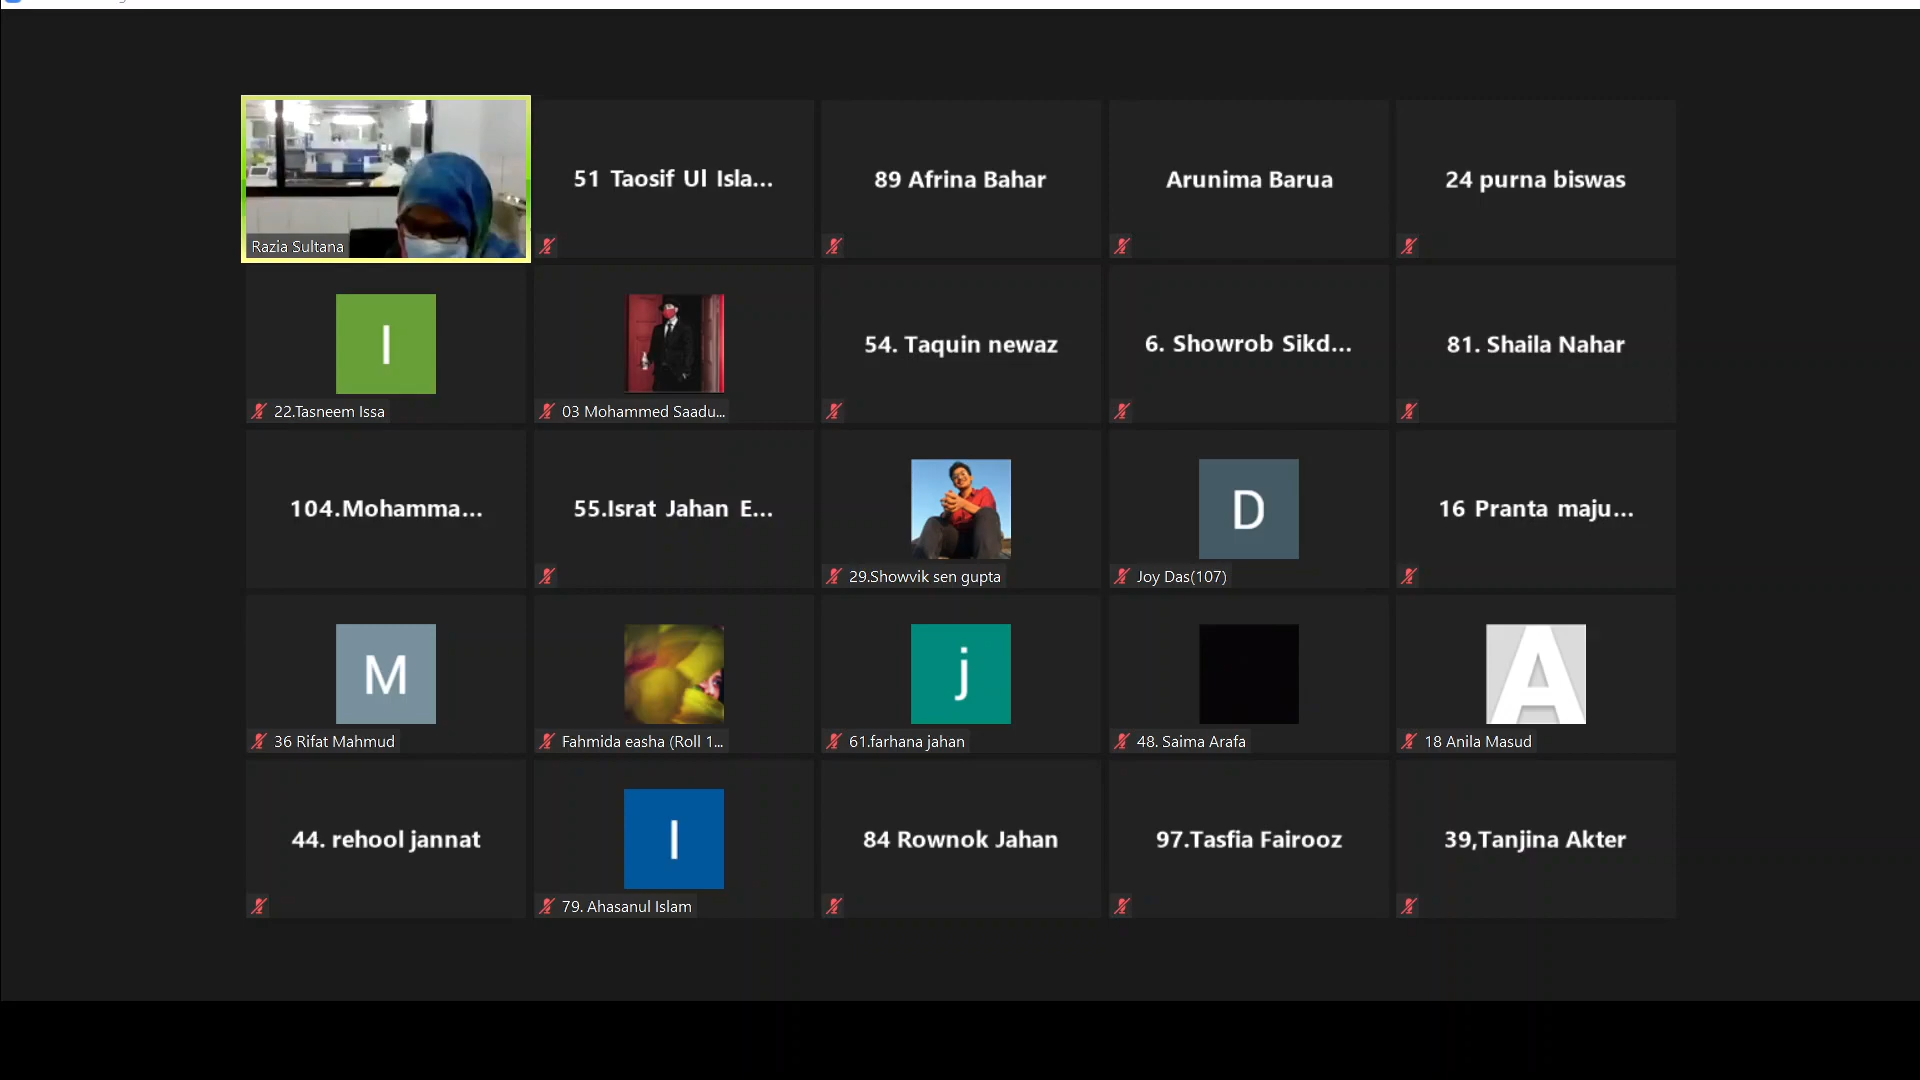 Razia Sultana
51 Taosif Ul Isla...
89 Afrina Bahar
Arunima Barua
24 purna biswas
I
22.Tasneem Issa
03 Mohammed Saadu...
54. Taquin newaz
6. Showrob Sikd...
81. Shaila Nahar
104.Mohamma...
55.Israt Jahan E...
29.Showvik sen gupta
D
Joy Das(107)
16 Pranta maju...
M
36 Rifat Mahmud
Fahmida easha (Roll 1...
j
61.farhana jahan
48. Saima Arafa
A
18 Anila Masud
44. rehool jannat
I
79. Ahasanul Islam
84 Rownok Jahan
97.Tasfia Fairooz
39,Tanjina Akter